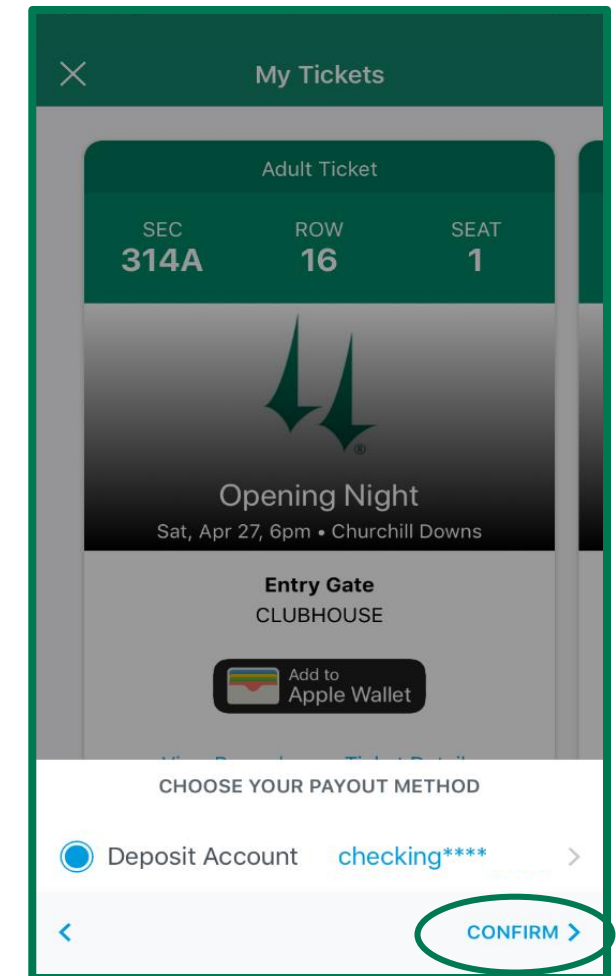 My Tickets
Adult Ticket
SEC ROW SEAT
314A 16 1
®
Opening Night
Sat, Apr 27, 6pm • Churchill Downs
Entry Gate
CLUBHOUSE
Add to
Apple Wallet
CHOOSE YOUR PAYOUT METHOD
Deposit Account checking****
CONFIRM